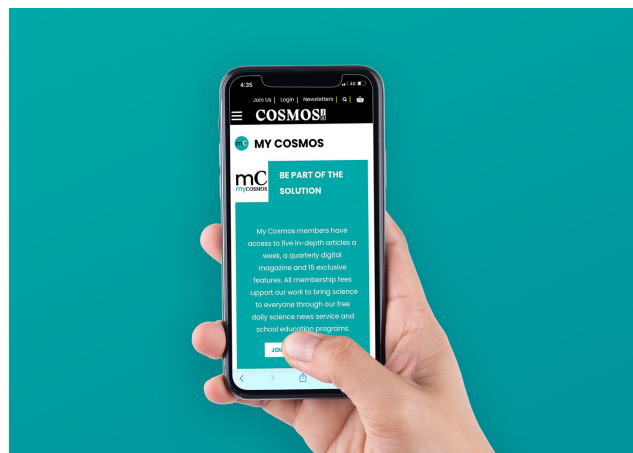 4:35
4G
Join Us | Login | Newsletters |
COSMOS
mC MY COSMOS
mC
myCOSMOS
BE PART OF THE
SOLUTION
My Cosmos members have
access to five in-depth articles a
week, a quarterly digital
magazine and 15 exclusive
features. All membership fees
support our work to bring science
to everyone through our free
daily science news service and
school education programs.